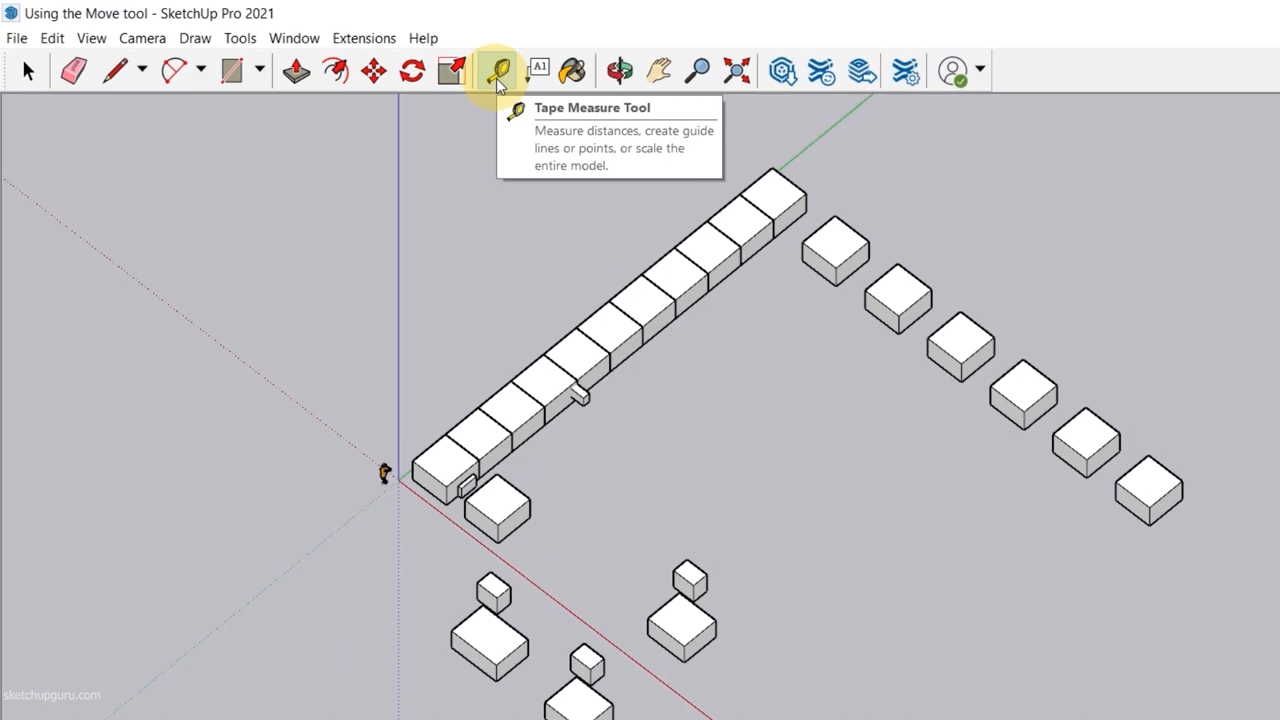 Using the Move tool - SketchUp Pro 2021
File Edit View Camera Draw Tools Window Extensions Help
A1
Tape Measure Tool
Measure distances, create guide
lines or points, or scale the
entire model.
sketchupguru.com